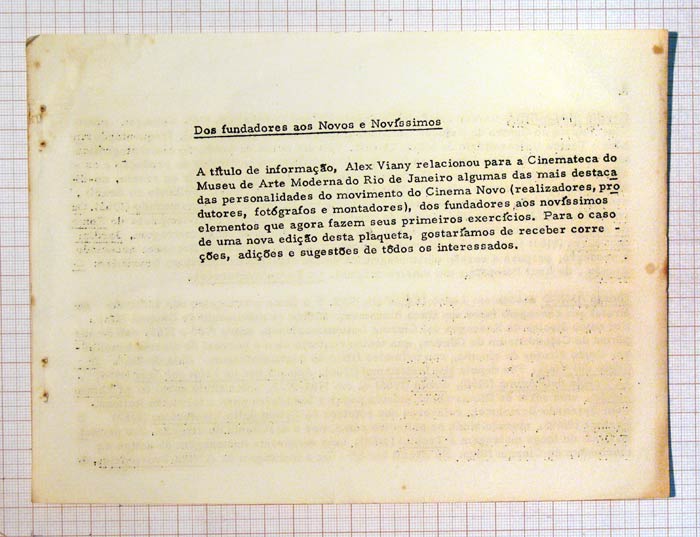 Dos fundadores aos Novos e Novíssimos
A título de informação, Alex Viany relacionou para a Cinemateca do
Museu de Arte Moderna do Rio de Janeiro algumas das mais destaca
das personalidades do movimento do Cinema Novo (realizadores, pro
dutores, fotógrafos e montadores), dos fundadores aos novíssimos
elementos que agora fazem seus primeiros exercícios. Para o caso
de uma nova edição desta plaqueta, gostaríamos de receber corre -
ções, adições e sugestões de tôdos os interessados.